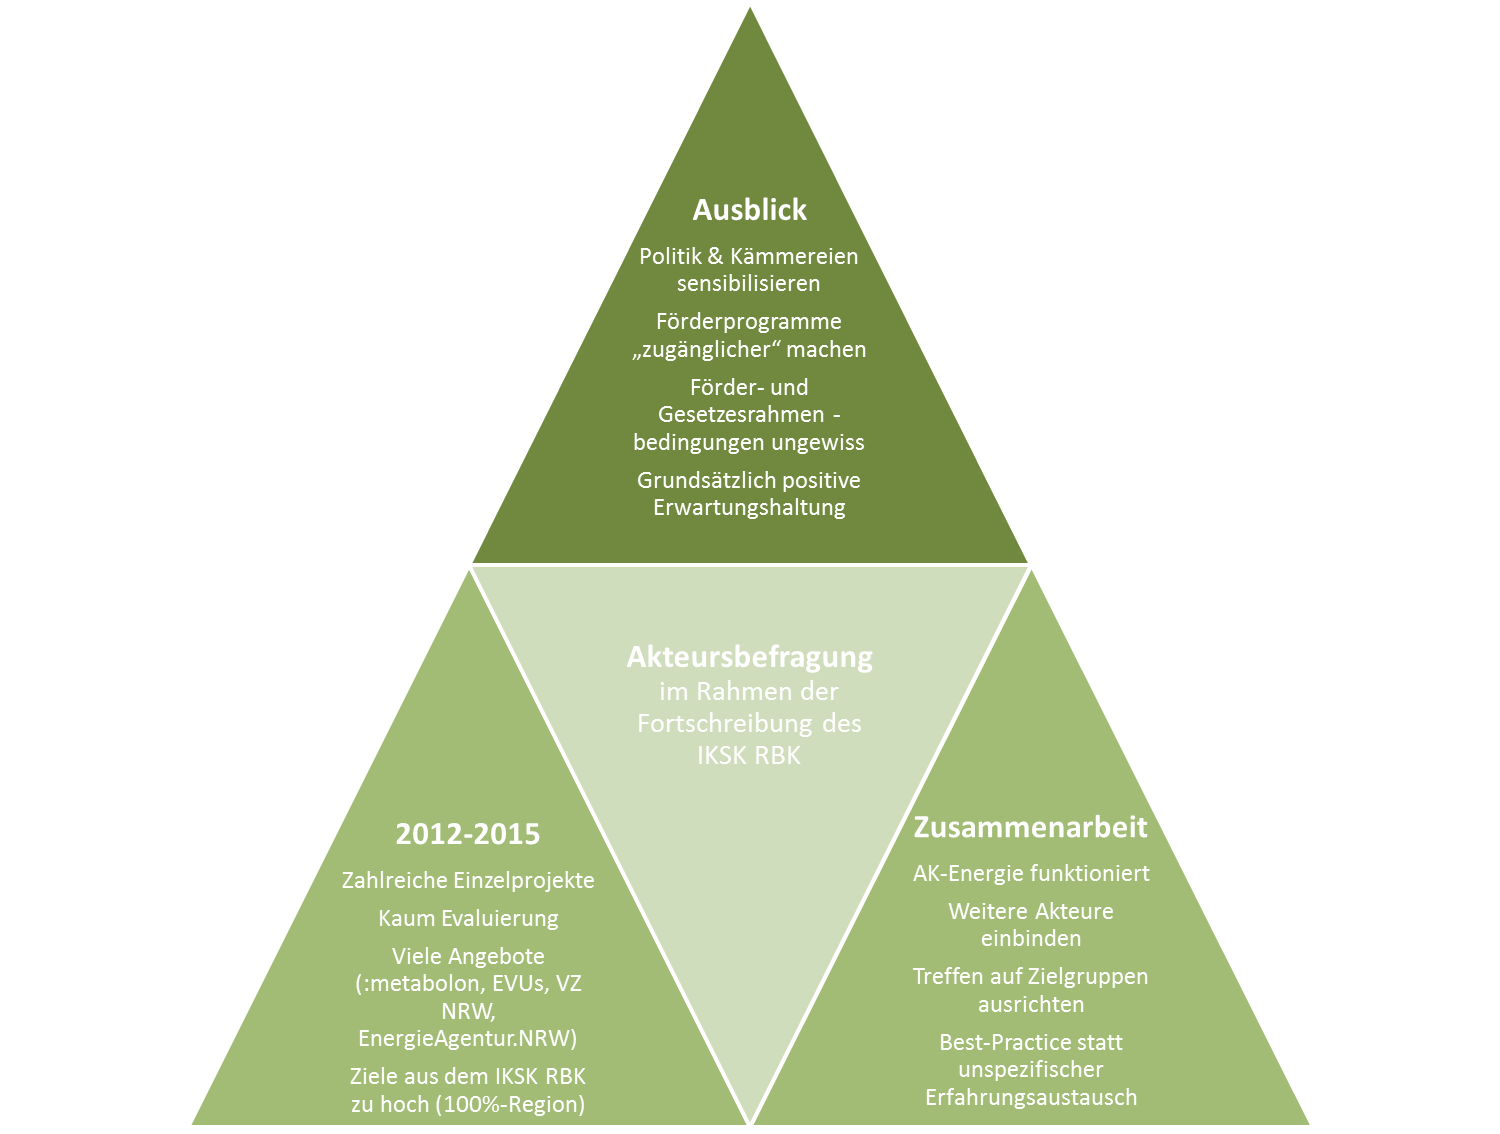 Ausblick
Politik & Kämmereien
sensibilisieren
Förderprogramme
„zugänglicher“ machen
Förder- und
Gesetzesrahmen -
bedingungen ungewiss
Grundsätzlich positive
Erwartungshaltung
Akteursbefragung
im Rahmen der
Fortschreibung des
IKSK RBK
2012-2015
Zahlreiche Einzelprojekte
Kaum Evaluierung
Viele Angebote
(:metabolon, EVUs, VZ
NRW,
EnergieAgentur.NRW)
Ziele aus dem IKSK RBK
zu hoch (100%-Region)
Zusammenarbeit
AK-Energie funktioniert
Weitere Akteure
einbinden
Treffen auf Zielgruppen
ausrichten
Best-Practice statt
unspezifischer
Erfahrungsaustausch